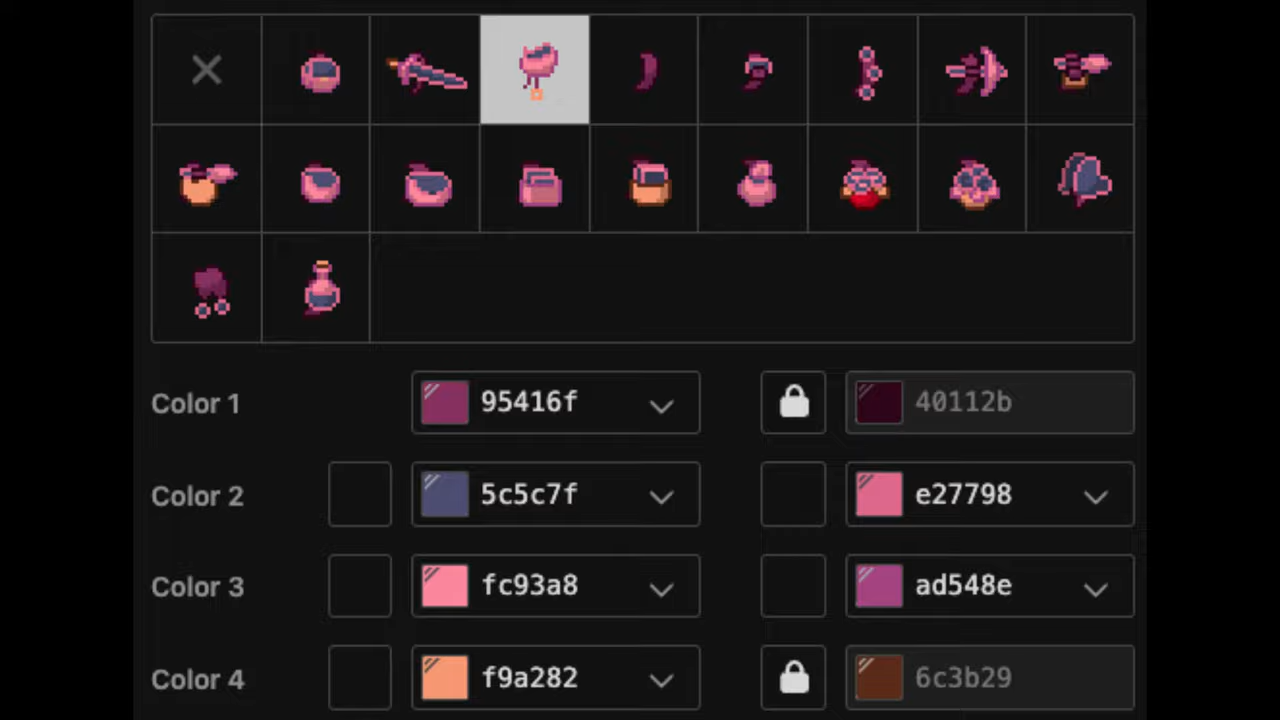 Color 1 95416f 40112b
Color 2 5c5c7f e27798
Color 3 fc93a8 ad548e
Color 4 f9a282 6c3b29